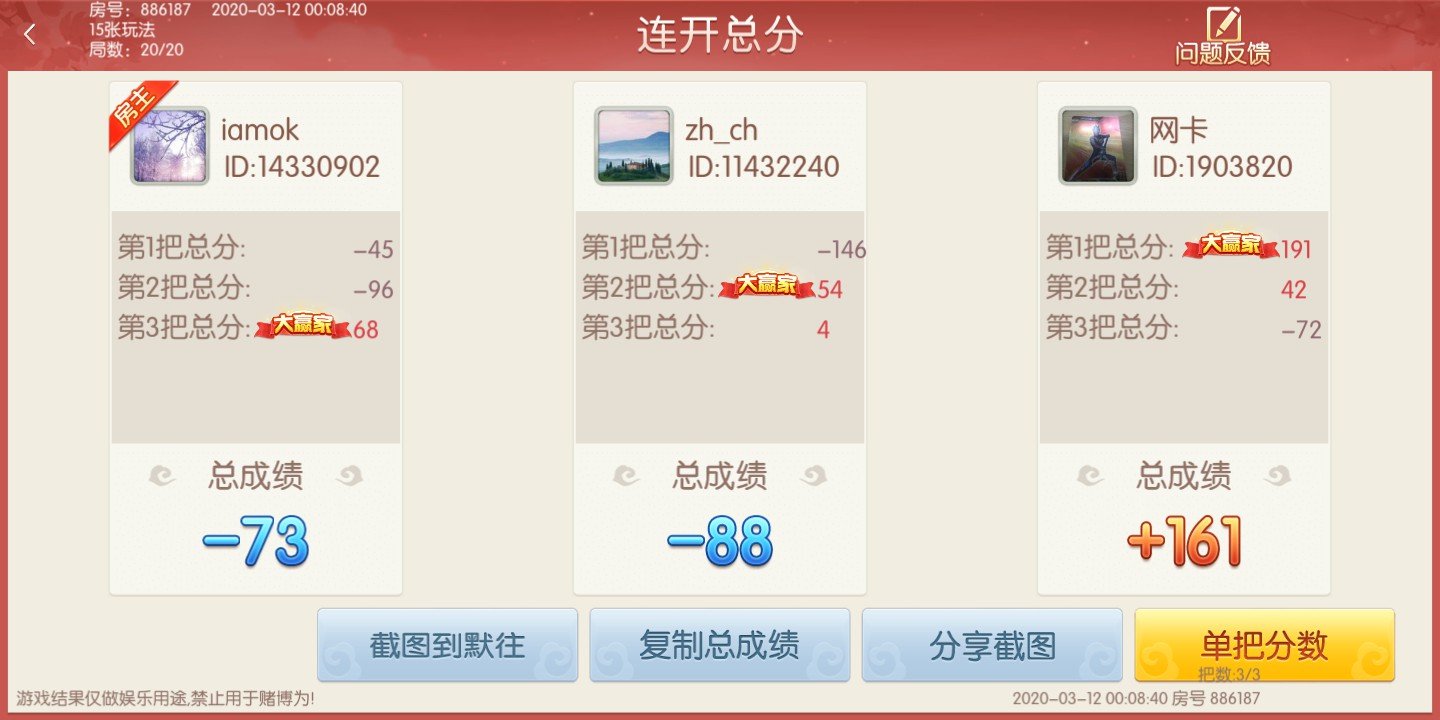 房号：886187 2020-03-12 00:08:40
15张玩法
局数：20/20
连开总分
问题反馈
房主
iamok
ID:14330902
第1把总分: -45
第2把总分: -96
第3把总分: 大赢家 68
总成绩
-73
zh_ch
ID:11432240
第1把总分: -146
第2把总分: 大赢家 54
第3把总分: 4
总成绩
-88
网卡
ID:1903820
第1把总分: 大赢家 191
第2把总分: 42
第3把总分: -72
总成绩
+161
截图到默往
复制总成绩
分享截图
单把分数
把数:3/3
游戏结果仅做娱乐用途,禁止用于赌博为!
2020-03-12 00:08:40 房号 886187